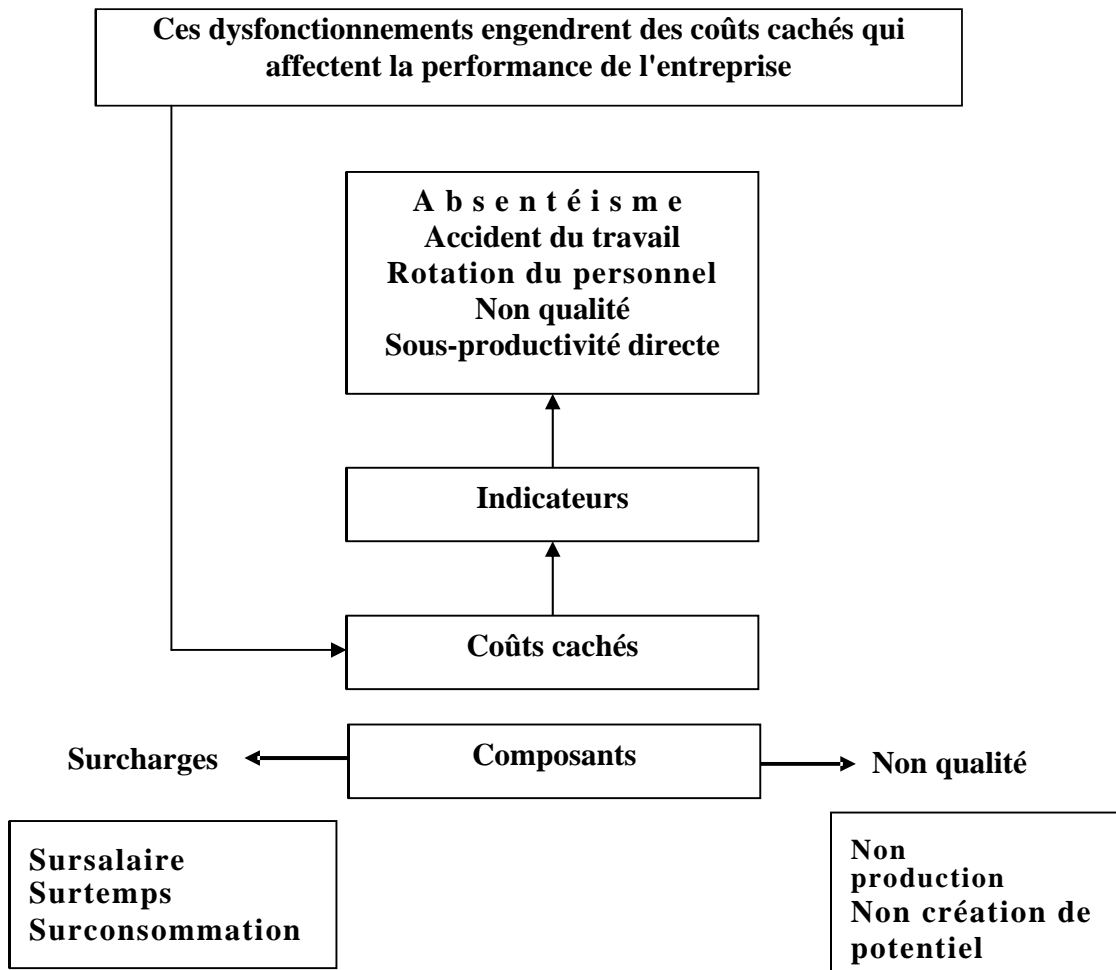 Ces dysfonctionnements engendrent des coûts cachés qui
affectent la performance de l'entreprise
Absentéisme
Accident du travail
Rotation du personnel
Non qualité
Sous-productivité directe
Indicateurs
Coûts cachés
Composants
Surcharges
Non qualité
Sursalaire
Surtemps
Surconsommation
Non
production
Non création de
potentiel